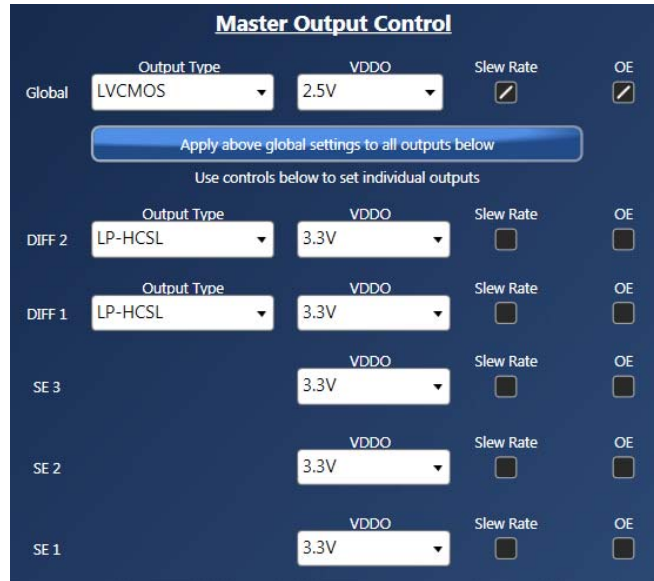 Master Output Control
Output Type VDDO Slew Rate OE
Global LVCMOS 2.5V
Apply above global settings to all outputs below
Use controls below to set individual outputs
Output Type VDDO Slew Rate OE
DIFF 2 LP-HCSL 3.3V
Output Type VDDO Slew Rate OE
DIFF 1 LP-HCSL 3.3V
VDDO Slew Rate OE
SE 3 3.3V
VDDO Slew Rate OE
SE 2 3.3V
VDDO Slew Rate OE
SE 1 3.3V